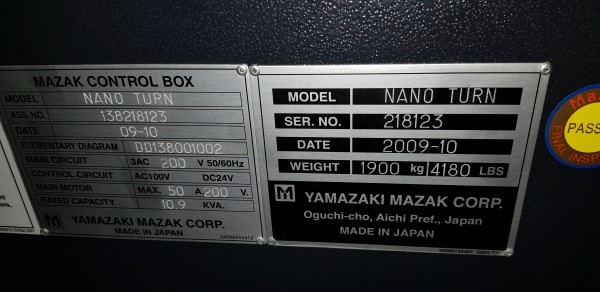 MAZAK CONTROL BOX
MODEL NANO TURN
ASS. NO. 138218123
DATE 09-10
ELEMENTARY DIAGRAM DD138001002
MAIN CIRCUIT 3AC 200 V 50/60Hz
CONTROL CIRCUIT AC100V DC24V
MAIN MOTOR MAX. 50 A. 200 V.
RATED CAPACITY 10.9 KVA.
YAMAZAKI MAZAK CORP.
MADE IN JAPAN
MODEL NANO TURN
SER. NO. 218123
DATE 2009-10
WEIGHT 1900 kg 4180 LBS
M YAMAZAKI MAZAK CORP.
Oguchi-cho, Aichi Pref., Japan
MADE IN JAPAN
Ma
PASS
FINAL INSP